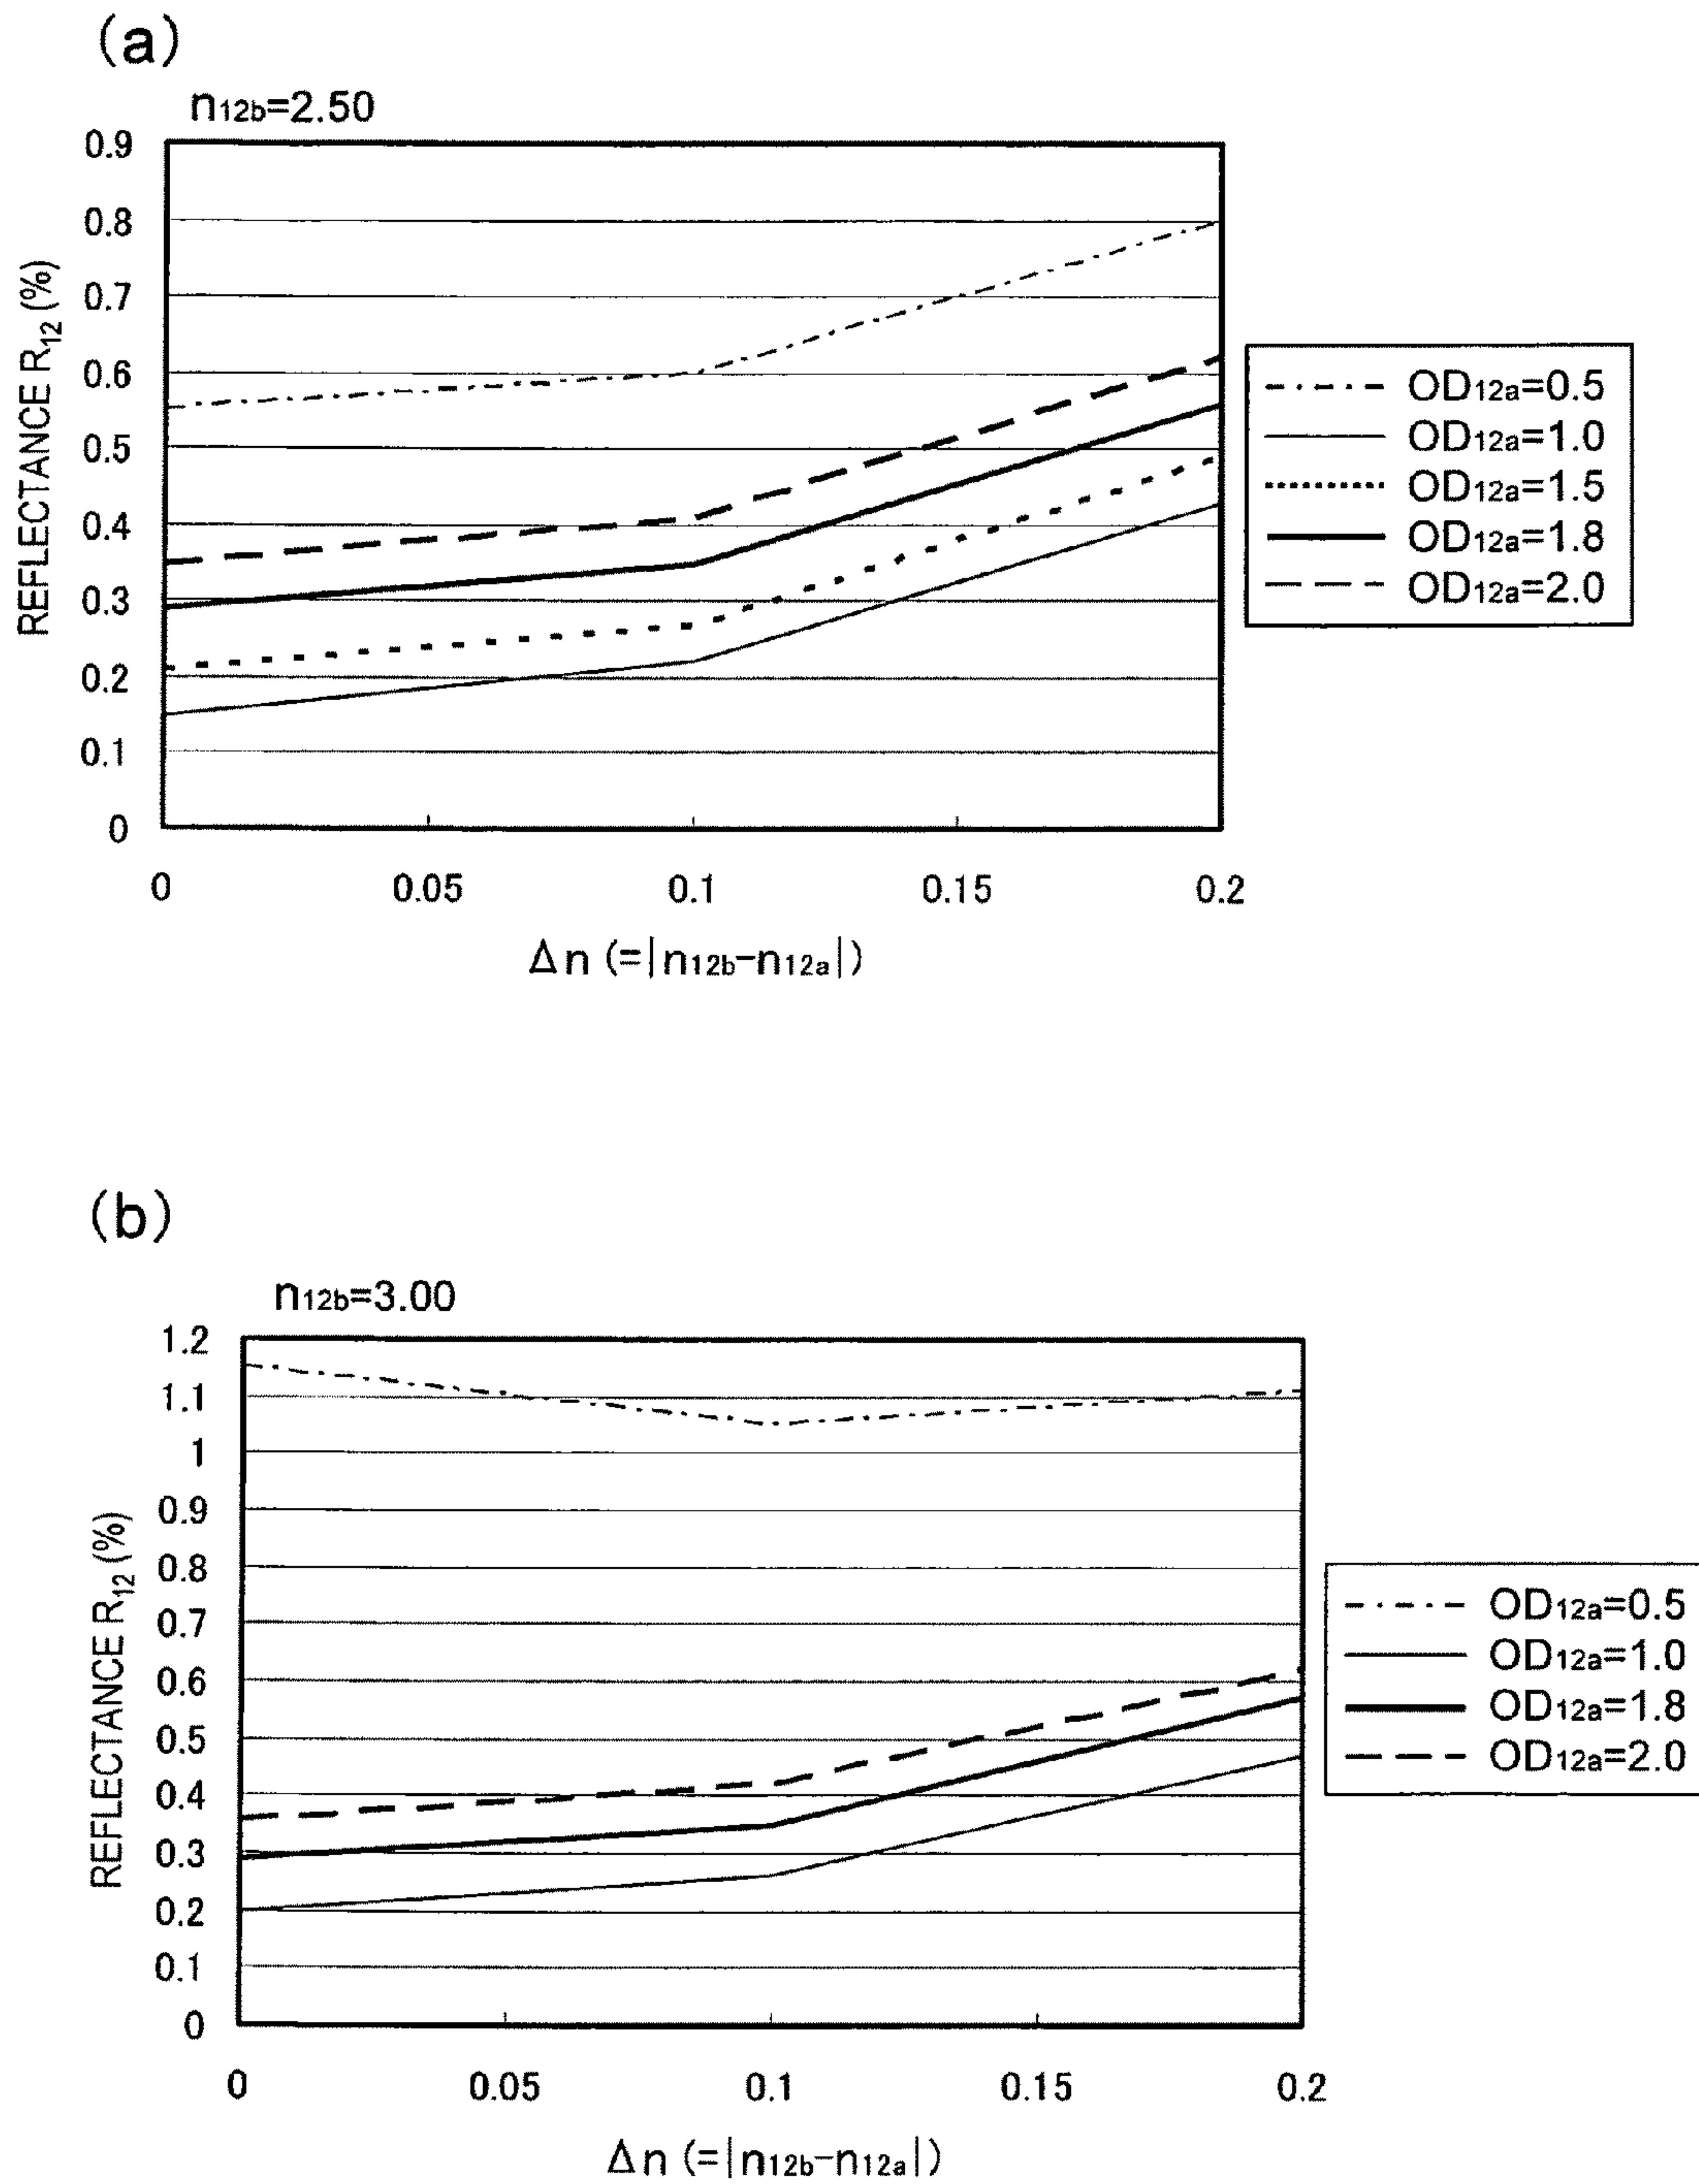 (a)
n12b=2.50
0.9
0.8
0.7
0.6
0.5
0.4
0.3
0.2
0.1
0
REFLECTANCE R12 (%)
0 0.05 0.1 0.15 0.2
Δn (=|n12b-n12a|)
OD12a=0.5
OD12a=1.0
OD12a=1.5
OD12a=1.8
OD12a=2.0
(b)
n12b=3.00
1.2
1.1
1
0.9
0.8
0.7
0.6
0.5
0.4
0.3
0.2
0.1
0
REFLECTANCE R12 (%)
0 0.05 0.1 0.15 0.2
Δn (=|n12b-n12a|)
OD12a=0.5
OD12a=1.0
OD12a=1.8
OD12a=2.0